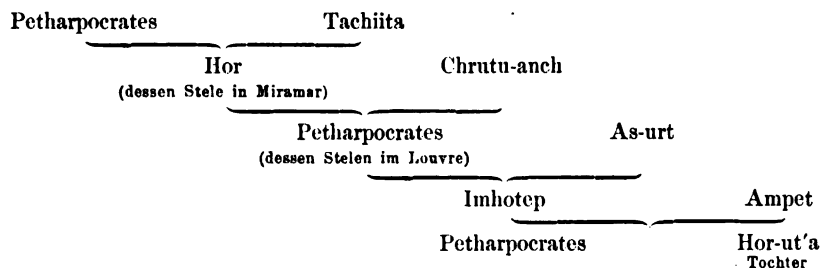 Petharpocrates Tachiita
Hor Chrutu-anch
(dessen Stele in Miramar)
Petharpocrates As-urt
(dessen Stelen im Louvre)
Imhotep Ampet
Petharpocrates Hor-ut'a
Tochter